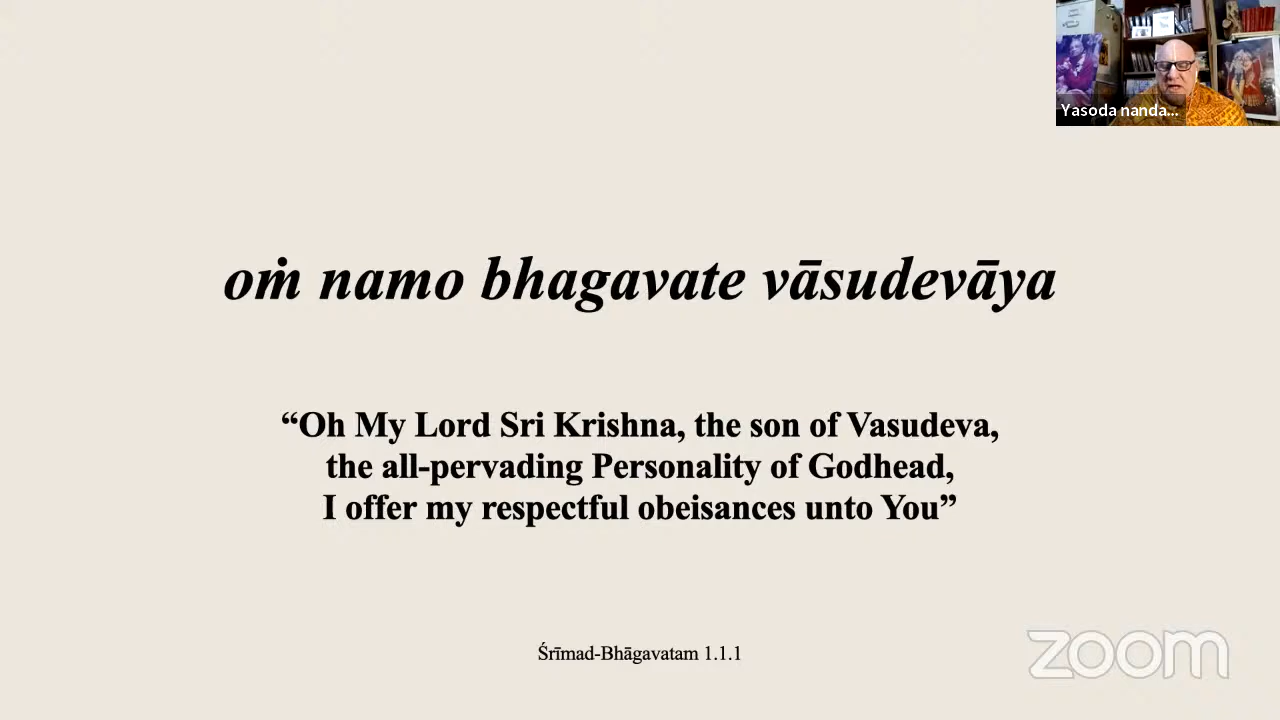 Yasoda nanda...
oṁ namo bhagavate vāsudevāya
“Oh My Lord Sri Krishna, the son of Vasudeva,
the all-pervading Personality of Godhead,
I offer my respectful obeisances unto You”
Śrīmad-Bhāgavatam 1.1.1
zoom